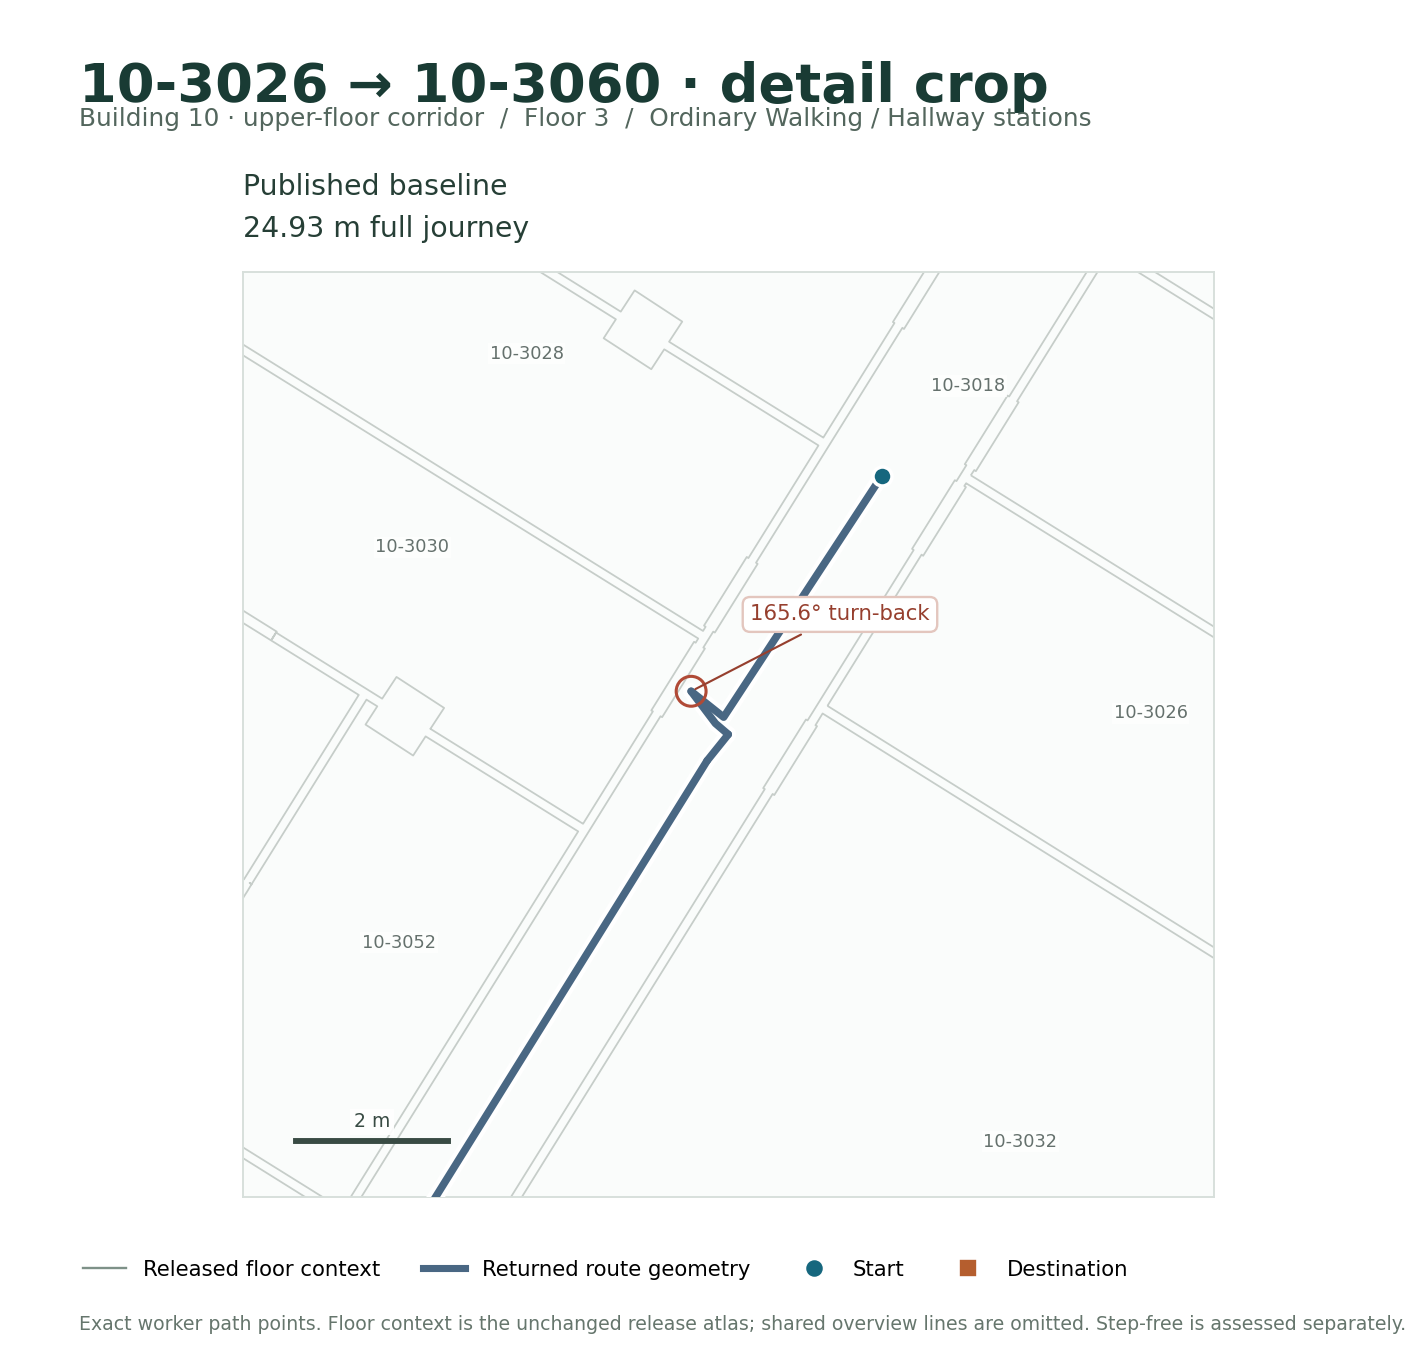 10-3026 → 10-3060 · detail crop
Building 10 · upper-floor corridor / Floor 3 / Ordinary Walking / Hallway stations
Published baseline
24.93 m full journey
10-3028
10-3018
10-3030
165.6° turn-back
10-3026
10-3052
2 m
10-3032
Released floor context
Returned route geometry
Start
Destination
Exact worker path points. Floor context is the unchanged release atlas; shared overview lines are omitted. Step-free is assessed separately.